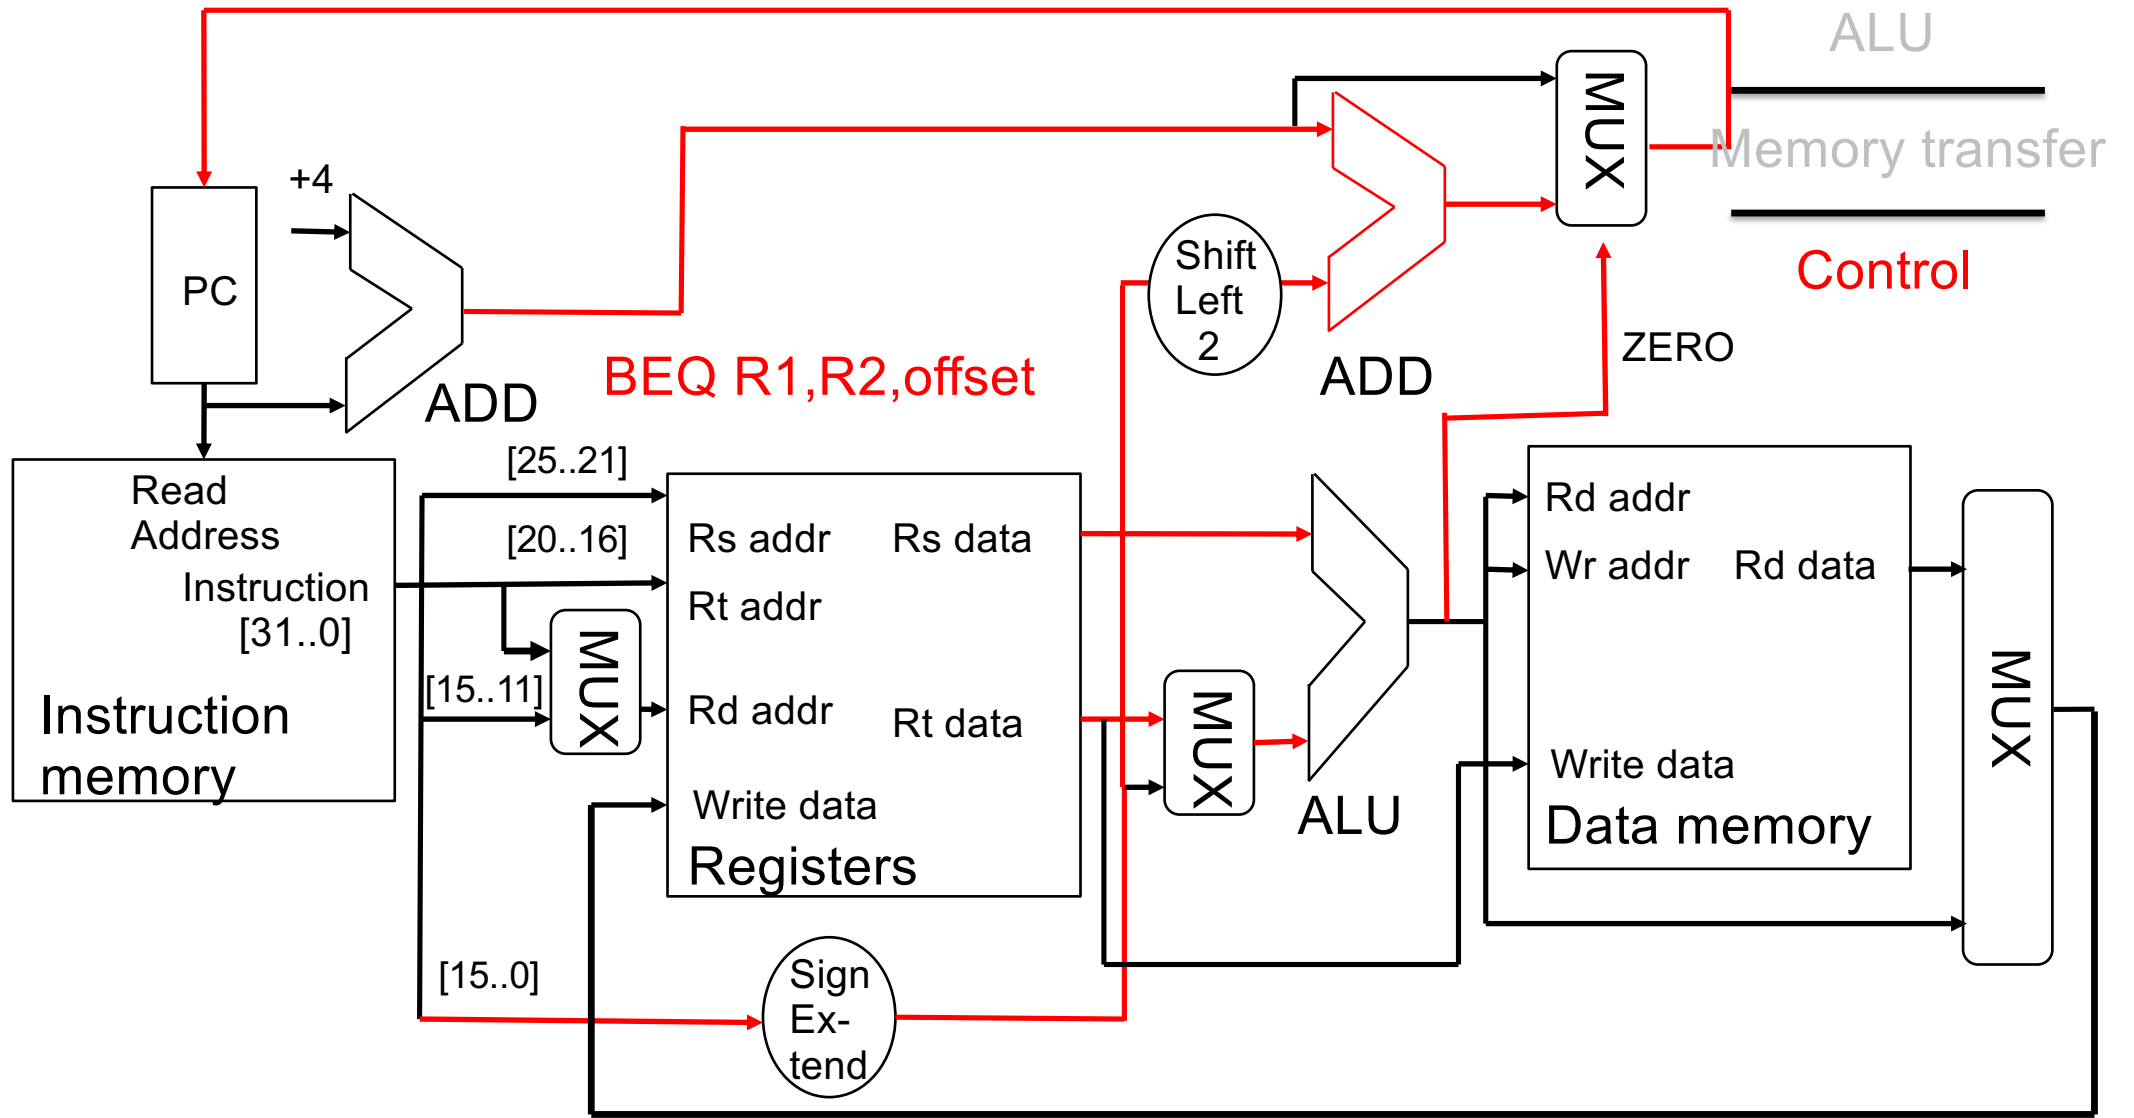 ALU
MUX
Memory transfer
+4
Shift
Left
2
Control
PC
ZERO
BEQ R1,R2,offset
ADD
ADD
[25..21]
Read
Address
Instruction
[31..0]
Instruction
memory
[20..16]
[15..11]
MUX
Rs addr
Rs data
Rt addr
Rd addr
Rt data
Write data
Registers
MUX
ALU
Rd addr
Wr addr
Rd data
Write data
Data memory
MUX
[15..0]
Sign
Ex-
tend